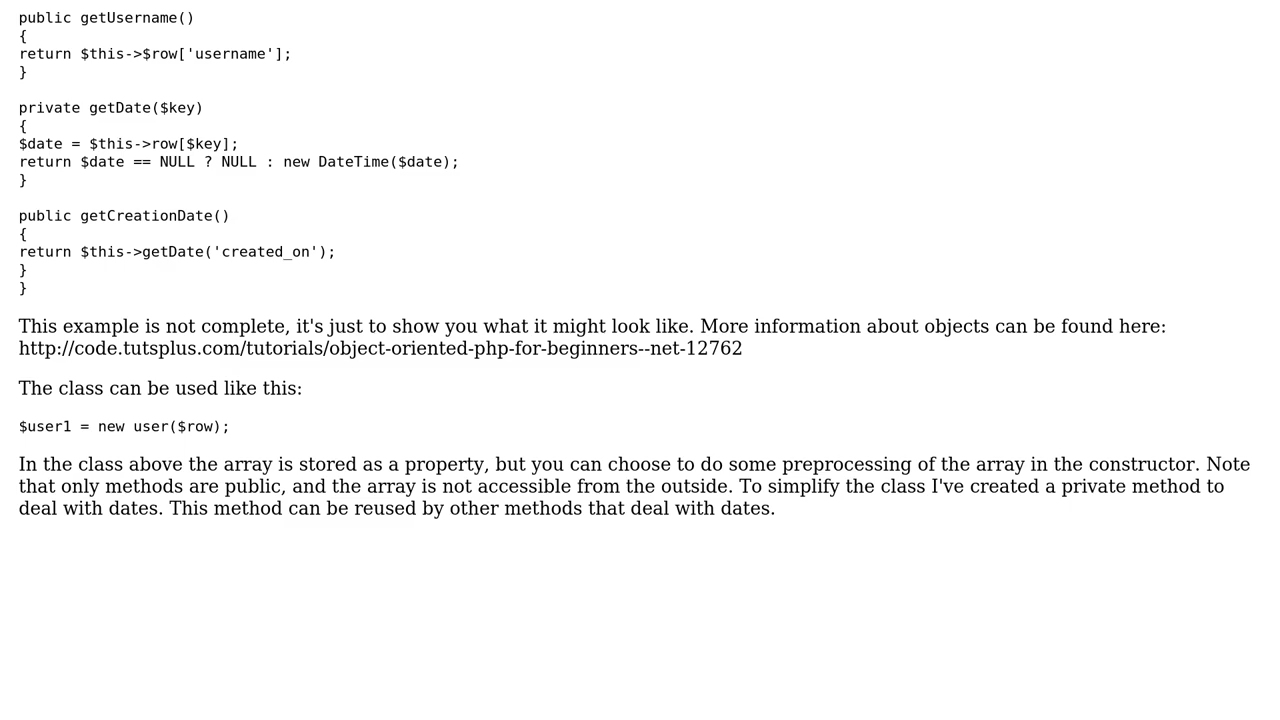 public getUsername()
{
return $this->$row['username'];
}
private getDate($key)
{
$date = $this->row[$key];
return $date == NULL ? NULL : new DateTime($date);
}
public getCreationDate()
{
return $this->getDate('created_on');
}
}
This example is not complete, it's just to show you what it might look like. More information about objects can be found here:
http://code.tutsplus.com/tutorials/object-oriented-php-for-beginners--net-12762
The class can be used like this:
$user1 = new user($row);
In the class above the array is stored as a property, but you can choose to do some preprocessing of the array in the constructor. Note
that only methods are public, and the array is not accessible from the outside. To simplify the class I've created a private method to
deal with dates. This method can be reused by other methods that deal with dates.